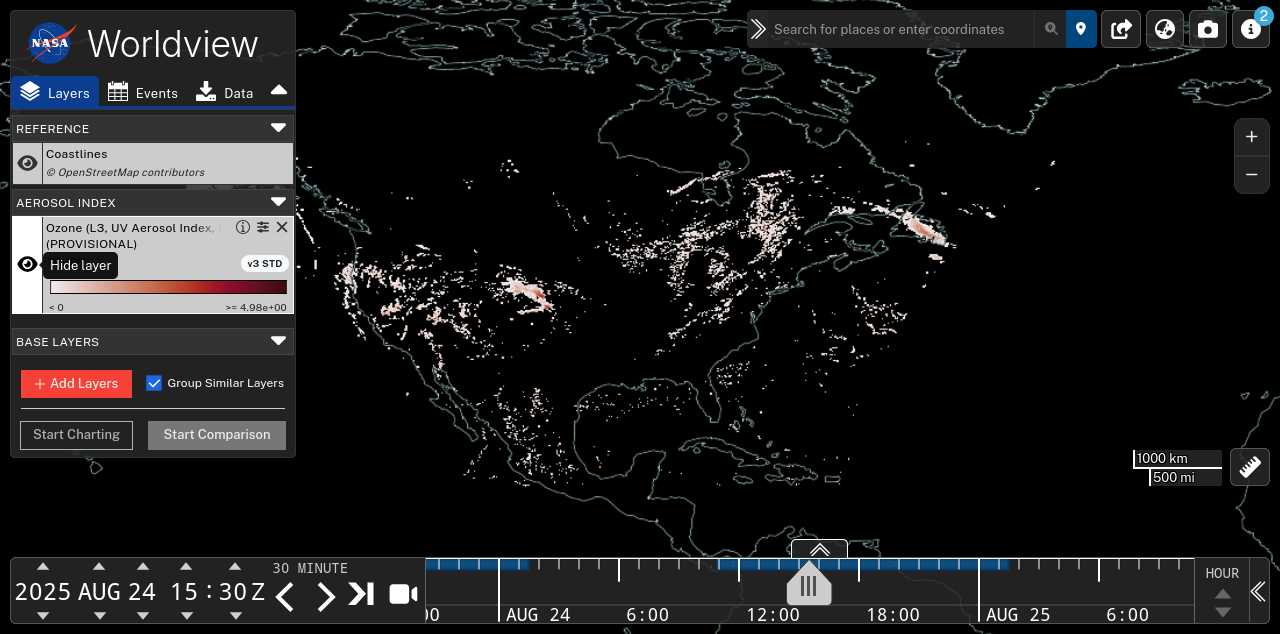 NASA
Worldview
Layers
Events
Data
REFERENCE
Coastlines
© OpenStreetMap contributors
AEROSOL INDEX
Ozone (L3, UV Aerosol Index,
(PROVISIONAL)
Hide layer
v3 STD
< 0
>= 4.98e+00
BASE LAYERS
+ Add Layers
Group Similar Layers
Start Charting
Start Comparison
Search for places or enter coordinates
2
+
−
1000 km
500 mi
2025 AUG 24 15 : 30 Z
30 MINUTE
00
AUG 24
6:00
12:00
18:00
AUG 25
6:00
HOUR